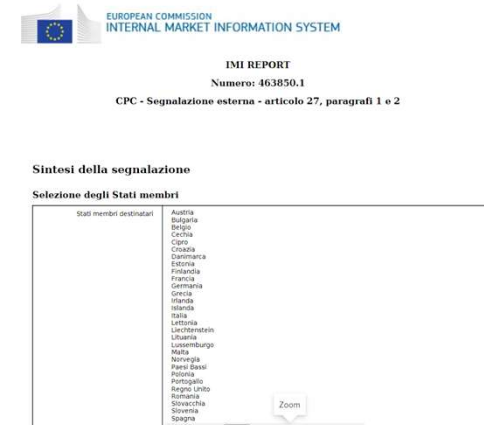 EUROPEAN COMMISSION
INTERNAL MARKET INFORMATION SYSTEM
IMI REPORT
Numero: 463850.1
CPC - Segnalazione esterna - articolo 27, paragrafi 1 e 2
Sintesi della segnalazione
Selezione degli Stati membri
Stati membri destinatari
Austria
Bulgaria
Belgio
Cechia
Cipro
Croazia
Danimarca
Estonia
Finlandia
Francia
Germania
Grecia
Irlanda
Islanda
Italia
Lettonia
Liechtenstein
Lituania
Lussemburgo
Malta
Norvegia
Paesi Bassi
Polonia
Portogallo
Regno Unito
Romania
Slovacchia
Slovenia
Spagna
Zoom